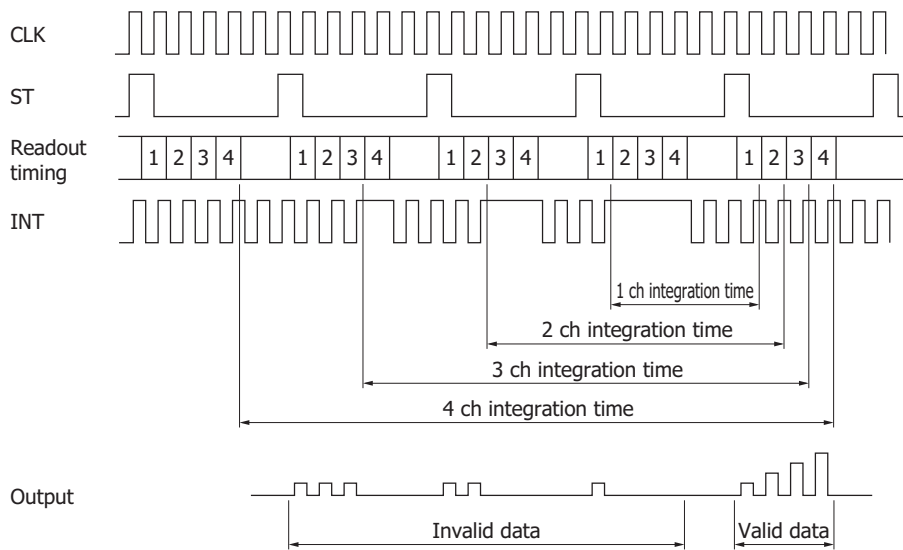 CLK
ST
Readout
timing
1 2 3 4 1 2 3 4 1 2 3 4 1 2 3 4 1 2 3 4
INT
1 ch integration time
2 ch integration time
3 ch integration time
4 ch integration time
Output
Invalid data Valid data